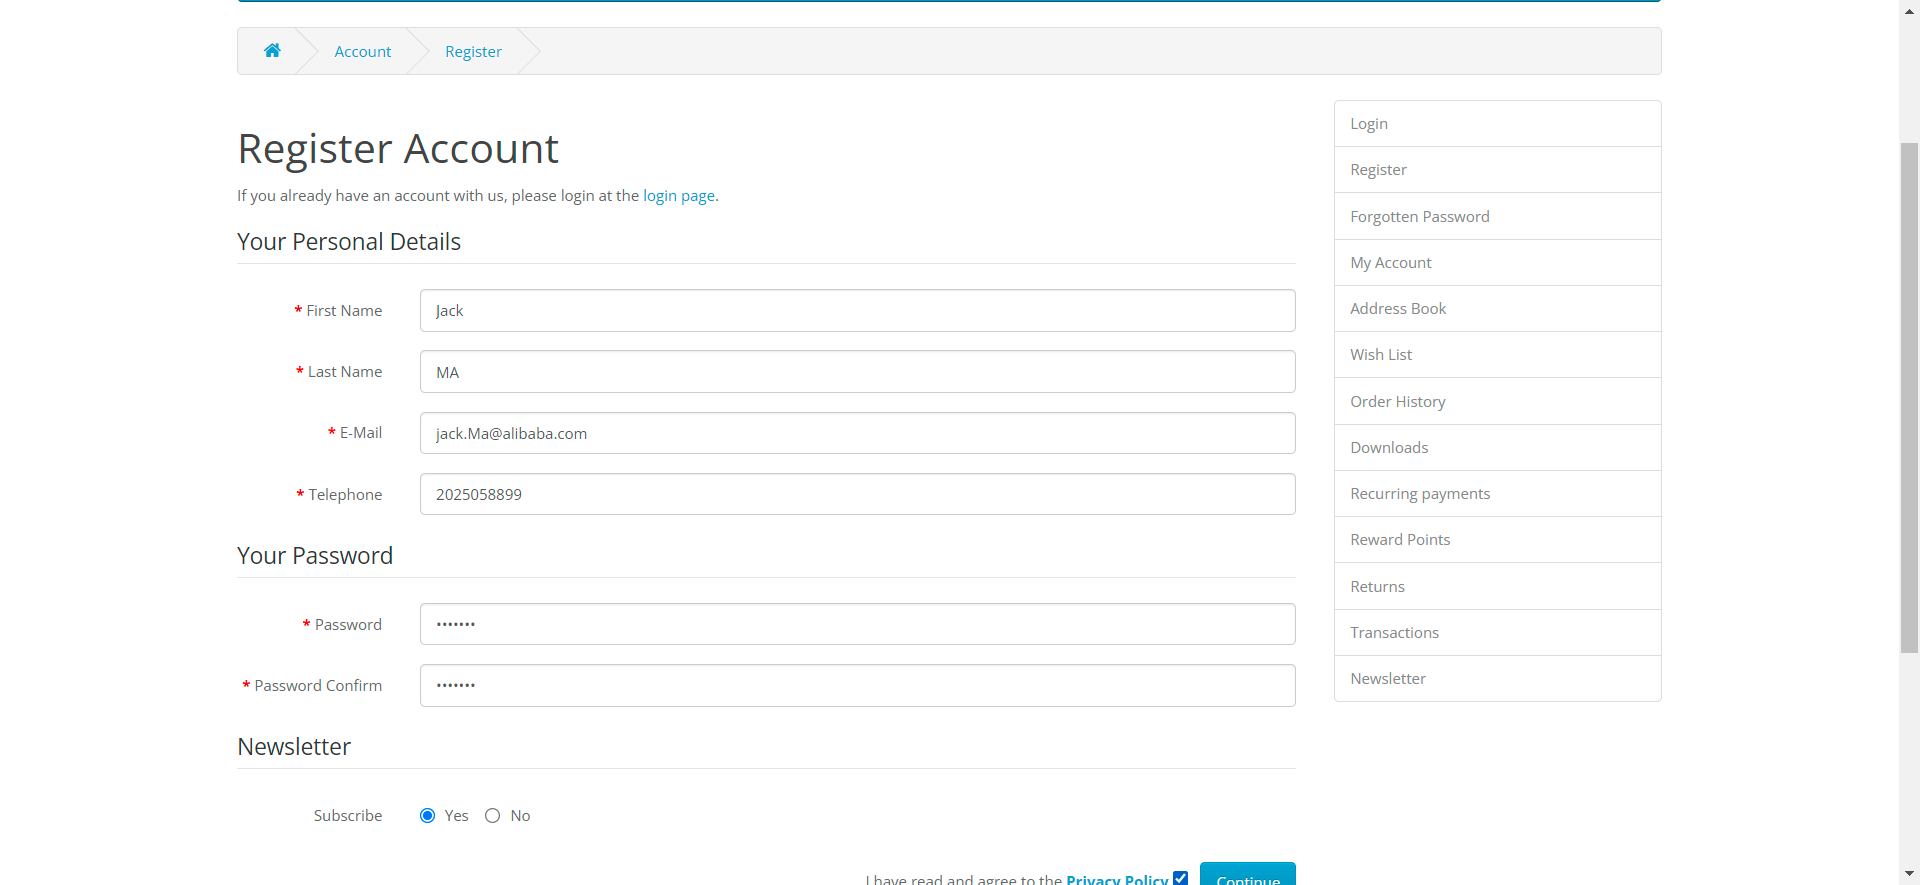 Account
Register
Register Account
If you already have an account with us, please login at the login page.
Your Personal Details
* First Name
Jack
* Last Name
MA
* E-Mail
jack.Ma@alibaba.com
* Telephone
2025058899
Your Password
* Password
•••••••
* Password Confirm
•••••••
Newsletter
Subscribe
Yes
No
I have read and agree to the Privacy Policy
Continue
Login
Register
Forgotten Password
My Account
Address Book
Wish List
Order History
Downloads
Recurring payments
Reward Points
Returns
Transactions
Newsletter